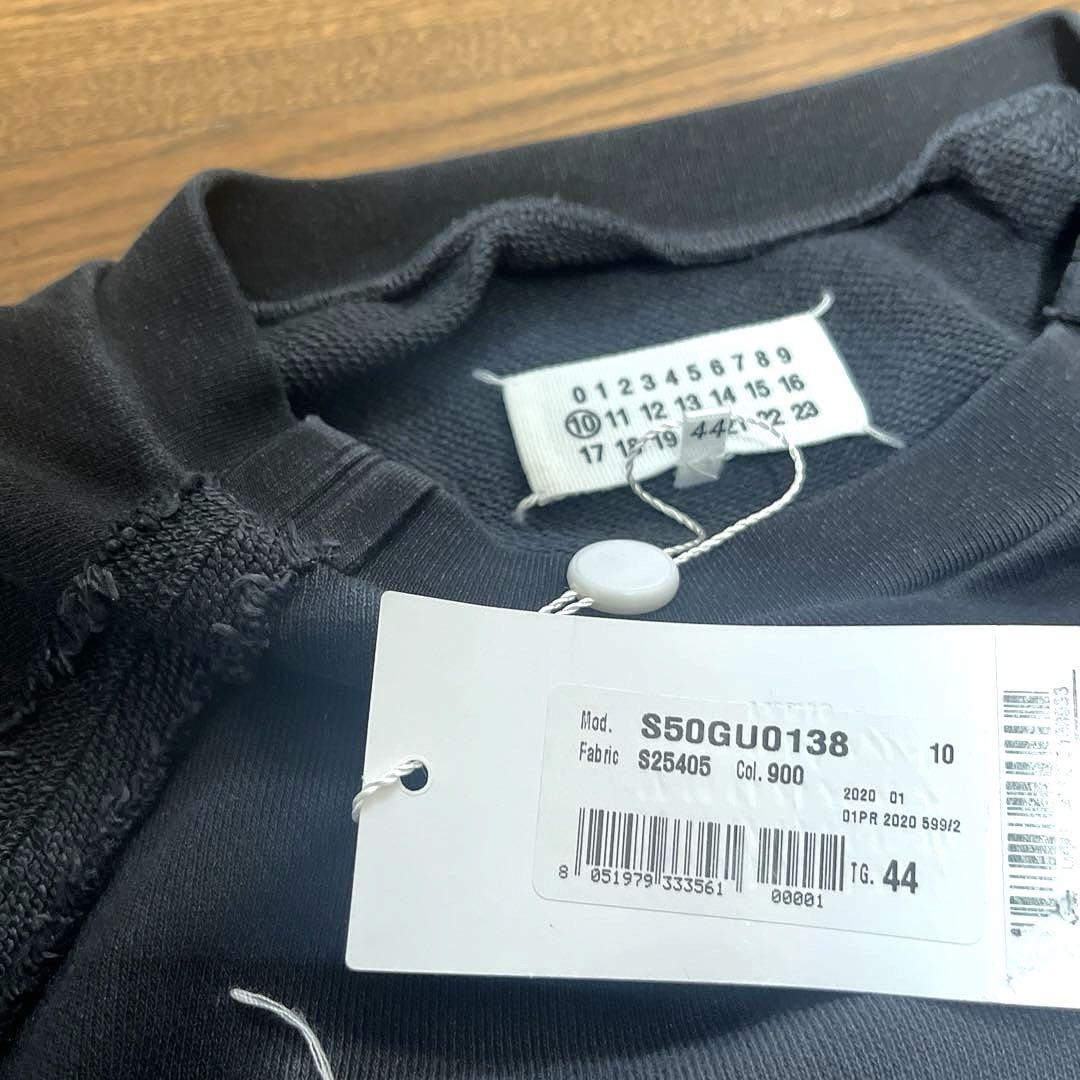 0 1 2 3 4 5 6 7 8 9
10 11 12 13 14 15 16
17 18 19 21 22 23
44
Mod. S50GU0138 10
Fabric S25405 Col. 900
2020 01
01PR 2020 599/2
8 051979 333561 00001 TG. 44